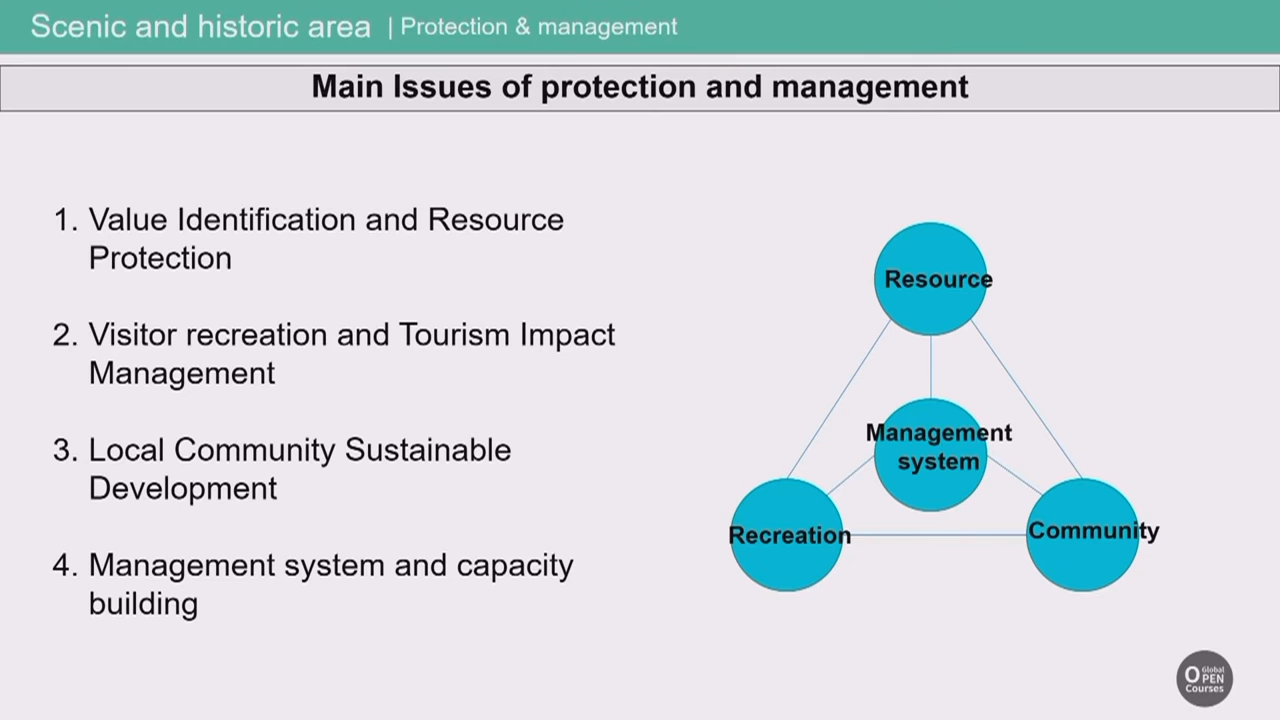 Scenic and historic area | Protection & management
Main Issues of protection and management
1. Value Identification and Resource
Protection
2. Visitor recreation and Tourism Impact
Management
3. Local Community Sustainable
Development
4. Management system and capacity
building
Resource
Management
system
Recreation
Community
Global
OPEN
Courses